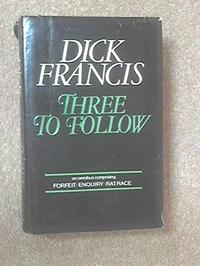 DICK
FRANCIS
THREE
TO FOLLOW
an omnibus comprising
FORFEIT ENQUIRY RAT RACE